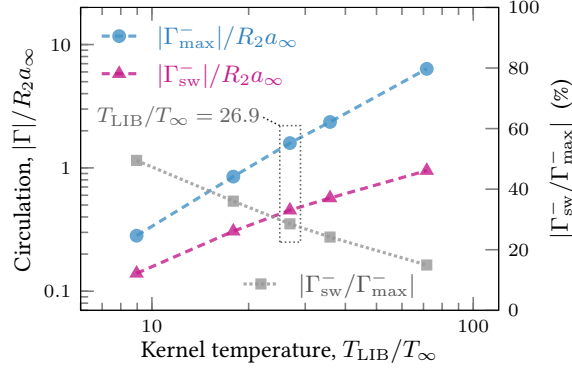 |Γ⁻max|/R₂a∞
|Γ⁻sw|/R₂a∞
T_LIB/T∞ = 26.9
|Γ⁻sw/Γ⁻max|
Circulation, |Γ|/R₂a∞
10
1
0.1
|Γ⁻sw/Γ⁻max| (%)
100
80
60
40
20
0
10
100
Kernel temperature, T_LIB/T∞